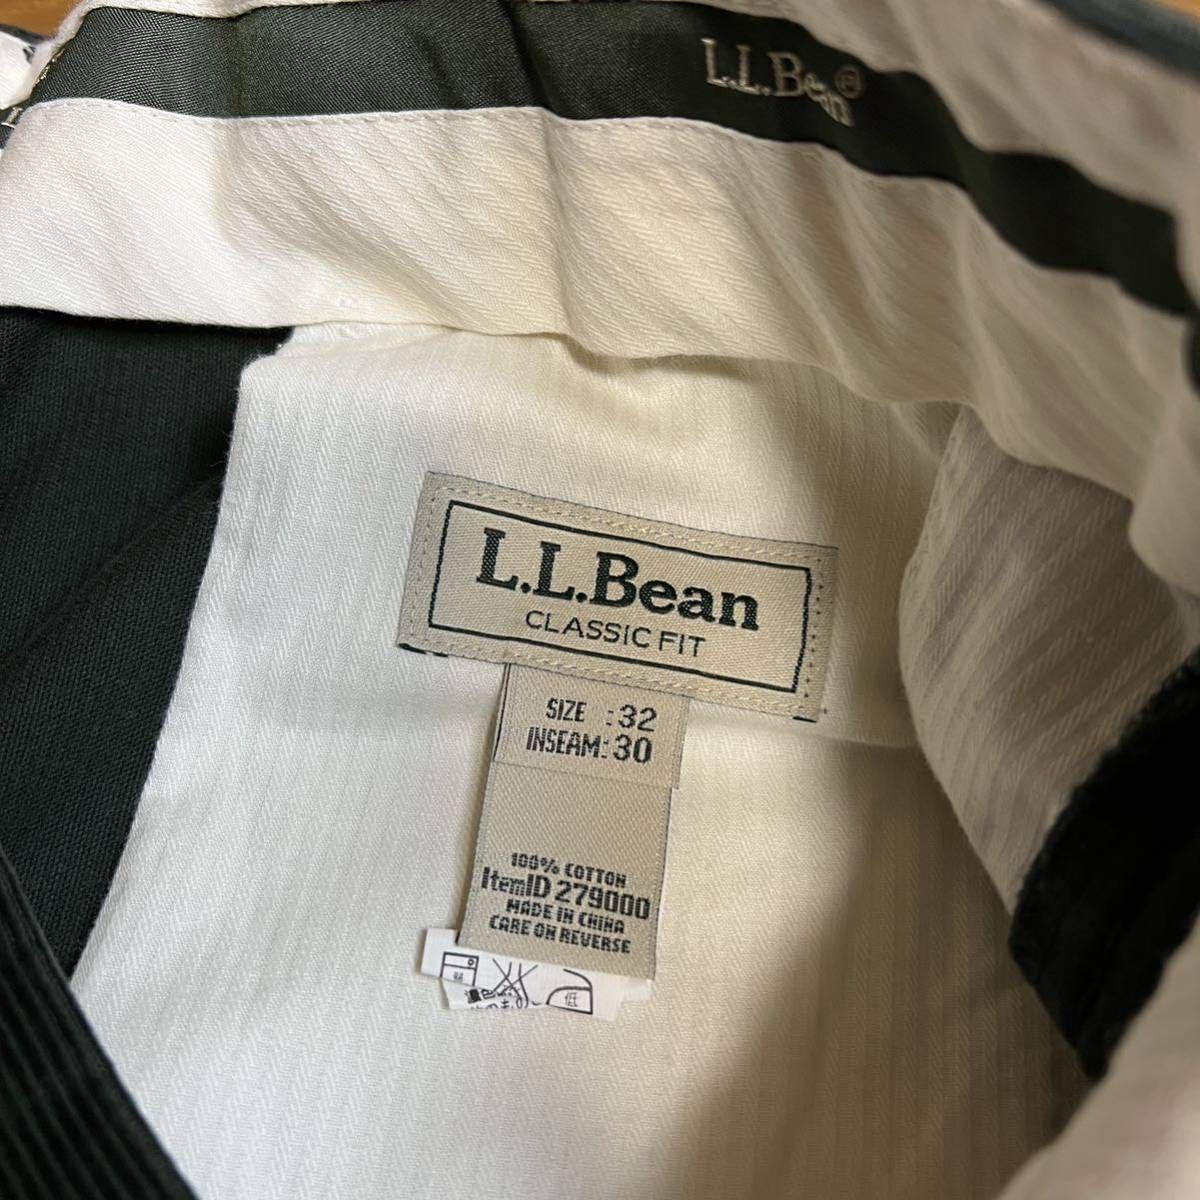 L.L.Bean®
L.L.Bean
CLASSIC FIT
SIZE : 32
INSEAM: 30
100% COTTON
ItemID 279000
MADE IN CHINA
CARE ON REVERSE
低